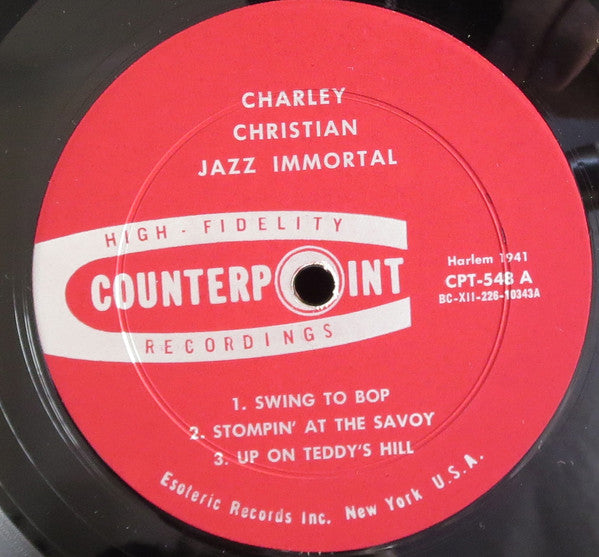 CHARLEY
CHRISTIAN
JAZZ IMMORTAL
HIGH - FIDELITY
COUNTERPOINT
RECORDINGS
Harlem 1941
CPT-548 A
BC-XII-226-10343A
1. SWING TO BOP
2. STOMPIN' AT THE SAVOY
3. UP ON TEDDY'S HILL
Esoteric Records Inc. New York U.S.A.